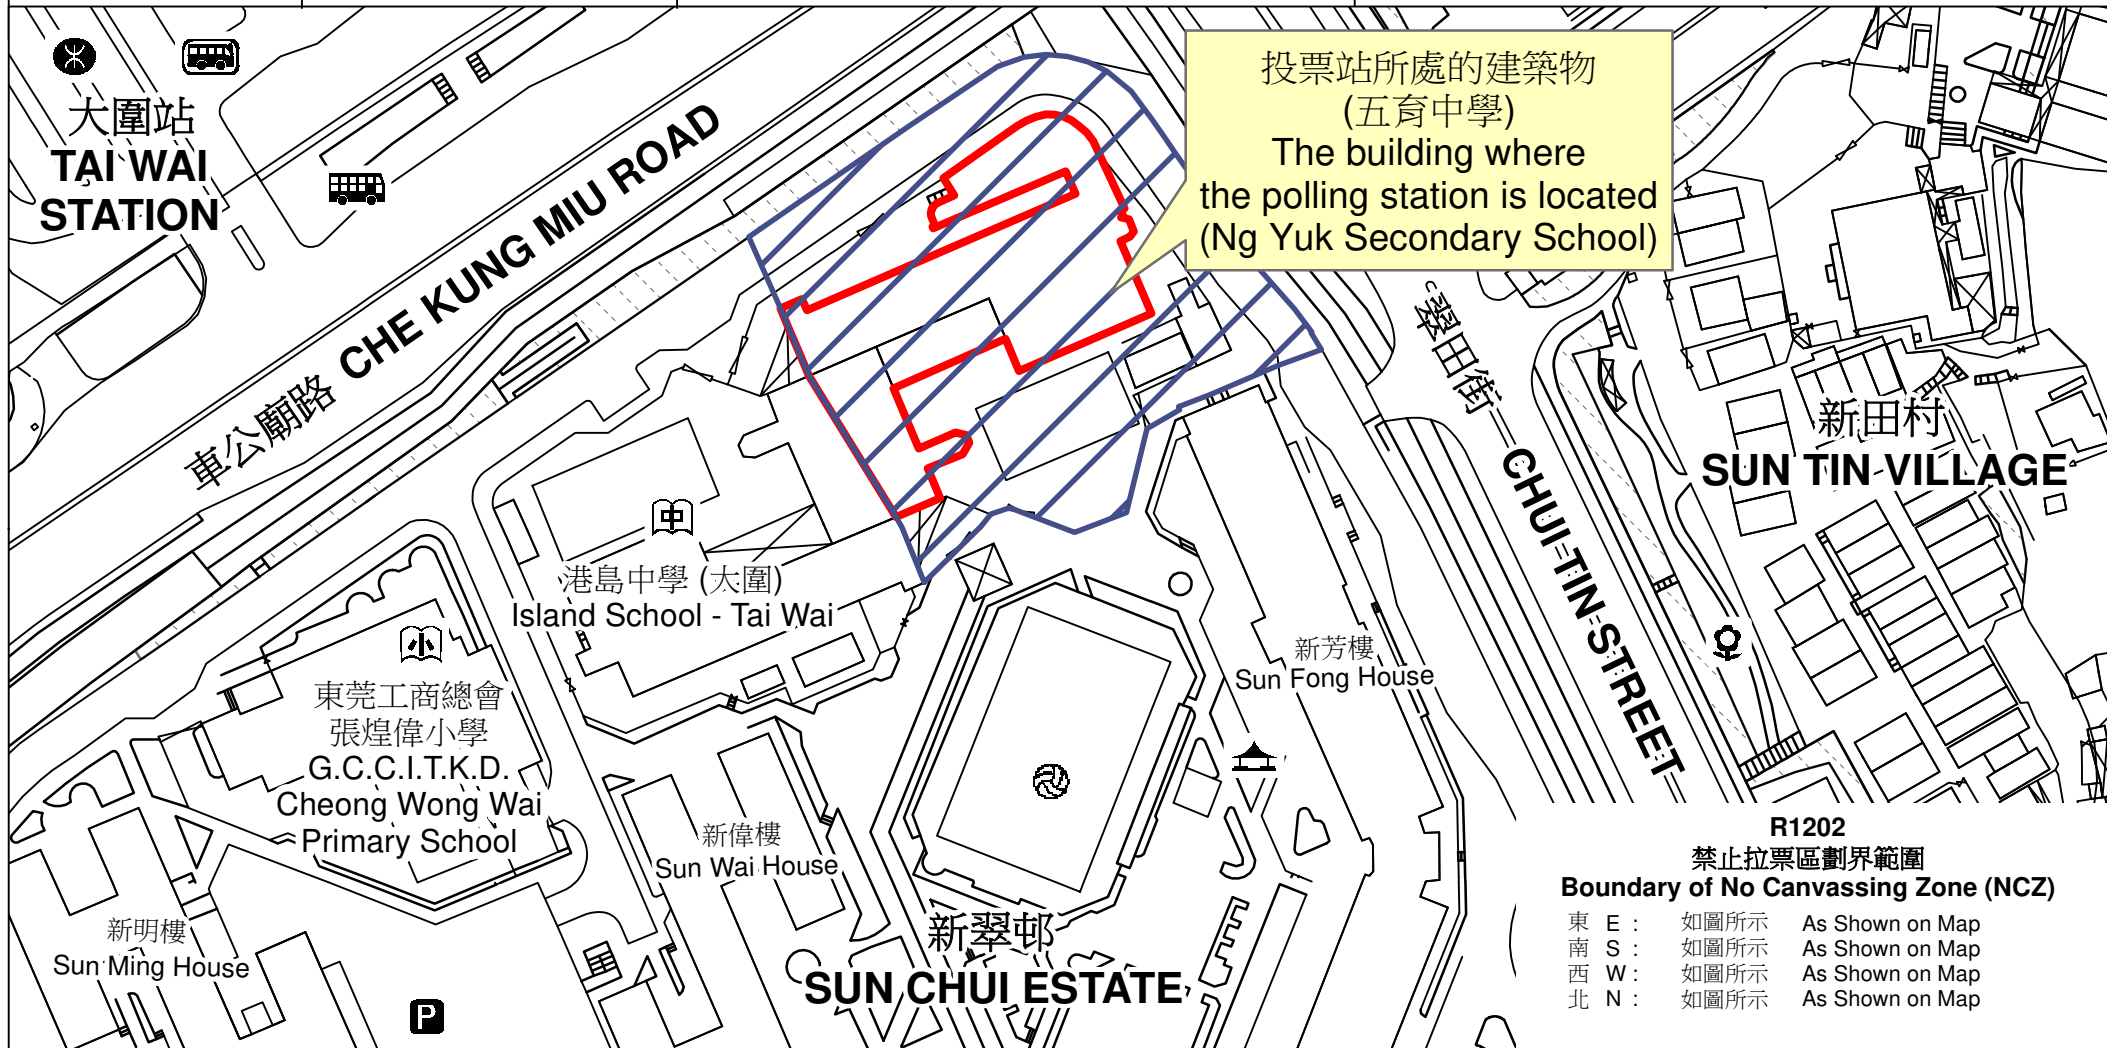 大圍站
TAI WAI
STATION
車公廟路 CHE KUNG MIU ROAD
投票站所處的建築物
(五育中學)
The building where
the polling station is located
(Ng Yuk Secondary School)
翠田街 CHUI TIN STREET
新田村
SUN TIN VILLAGE
中
港島中學 (大圍)
Island School - Tai Wai
小
東莞工商總會
張煌偉小學
G.C.C.I.T.K.D.
Cheong Wong Wai
Primary School
新芳樓
Sun Fong House
新偉樓
Sun Wai House
新明樓
Sun Ming House
P
新翠邨
SUN CHUI ESTATE
R1202
禁止拉票區劃界範圍
Boundary of No Canvassing Zone (NCZ)
東 E : 如圖所示 As Shown on Map
南 S : 如圖所示 As Shown on Map
西 W : 如圖所示 As Shown on Map
北 N : 如圖所示 As Shown on Map